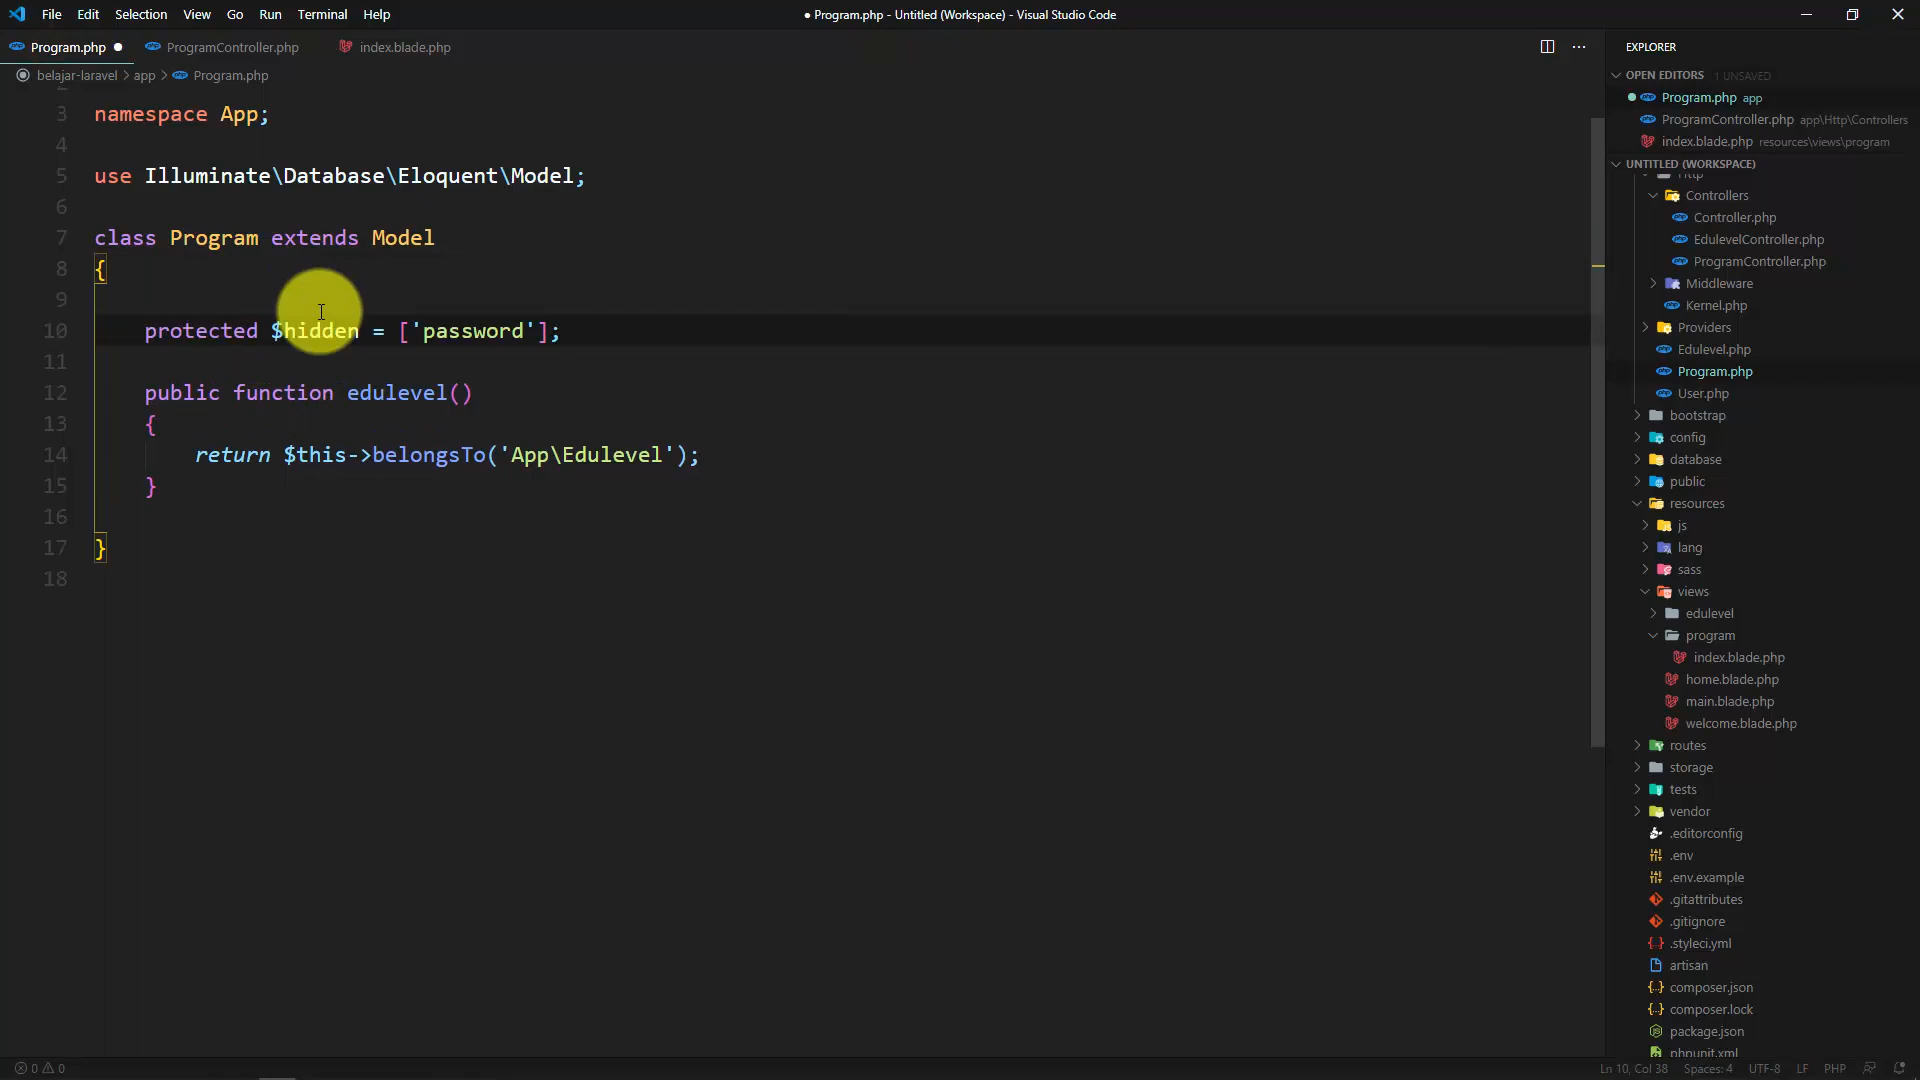 File Edit Selection View Go Run Terminal Help
● Program.php - Untitled (Workspace) - Visual Studio Code
Program.php ProgramController.php index.blade.php
belajar-laravel > app > Program.php
2
3 namespace App;
4
5 use Illuminate\Database\Eloquent\Model;
6
7 class Program extends Model
8 {
9
10 protected $hidden = ['password'];
11
12 public function edulevel()
13 {
14 return $this->belongsTo('App\Edulevel');
15 }
16
17 }
18
EXPLORER
OPEN EDITORS 1 UNSAVED
Program.php app
ProgramController.php app\Http\Controllers
index.blade.php resources\views\program
UNTITLED (WORKSPACE)
Http
Controllers
Controller.php
EdulevelController.php
ProgramController.php
Middleware
Kernel.php
Providers
Edulevel.php
Program.php
User.php
bootstrap
config
database
public
resources
js
lang
sass
views
edulevel
program
index.blade.php
home.blade.php
main.blade.php
welcome.blade.php
routes
storage
tests
vendor
.editorconfig
.env
.env.example
.gitattributes
.gitignore
.styleci.yml
artisan
composer.json
composer.lock
package.json
phpunit.xml
0 0
Ln 10, Col 38 Spaces: 4 UTF-8 LF PHP